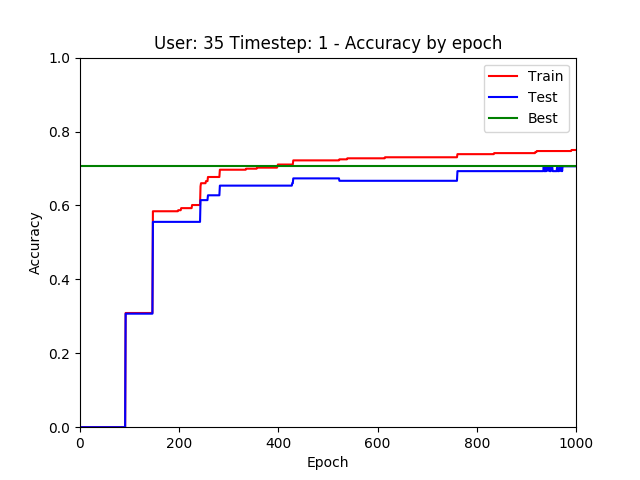 User: 35 Timestep: 1 - Accuracy by epoch
Train
Test
Best
1.0
0.8
0.6
0.4
0.2
0.0
Accuracy
0 200 400 600 800 1000
Epoch